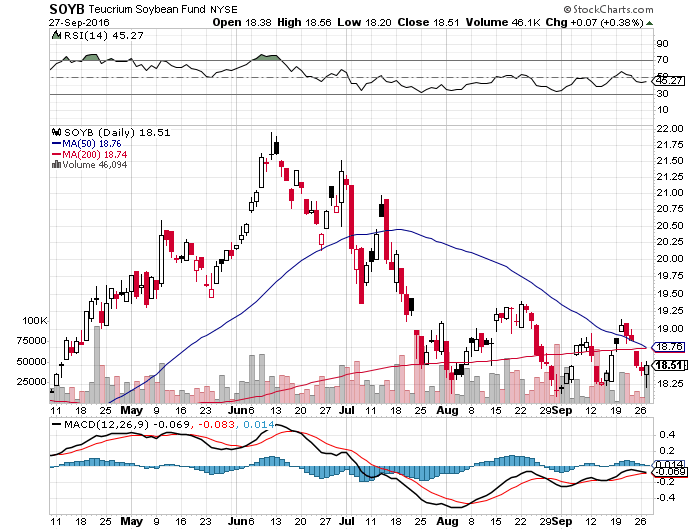 SOYB Teucrium Soybean Fund NYSE © StockCharts.com
27-Sep-2016 Open 18.38 High 18.56 Low 18.20 Close 18.51 Volume 46.1K Chg +0.07 (+0.38%)
RSI(14) 45.27
90
70
50
45.27
30
10
SOYB (Daily) 18.51
MA(50) 18.76
MA(200) 18.74
Volume 46,094
22.00
21.75
21.50
21.25
21.00
20.75
20.50
20.25
20.00
19.75
19.50
19.25
19.00
18.76
18.51
18.25
100K
75000
50000
25000
11 18 25 May 9 16 23 Jun 6 13 20 27 Jul 11 18 25 Aug 8 15 22 29 Sep 12 19 26
MACD(12,26,9) -0.069, -0.083, 0.014
0.4
0.2
0.014
-0.069
-0.2
-0.4
11 18 25 May 9 16 23 Jun 6 13 20 27 Jul 11 18 25 Aug 8 15 22 29 Sep 12 19 26